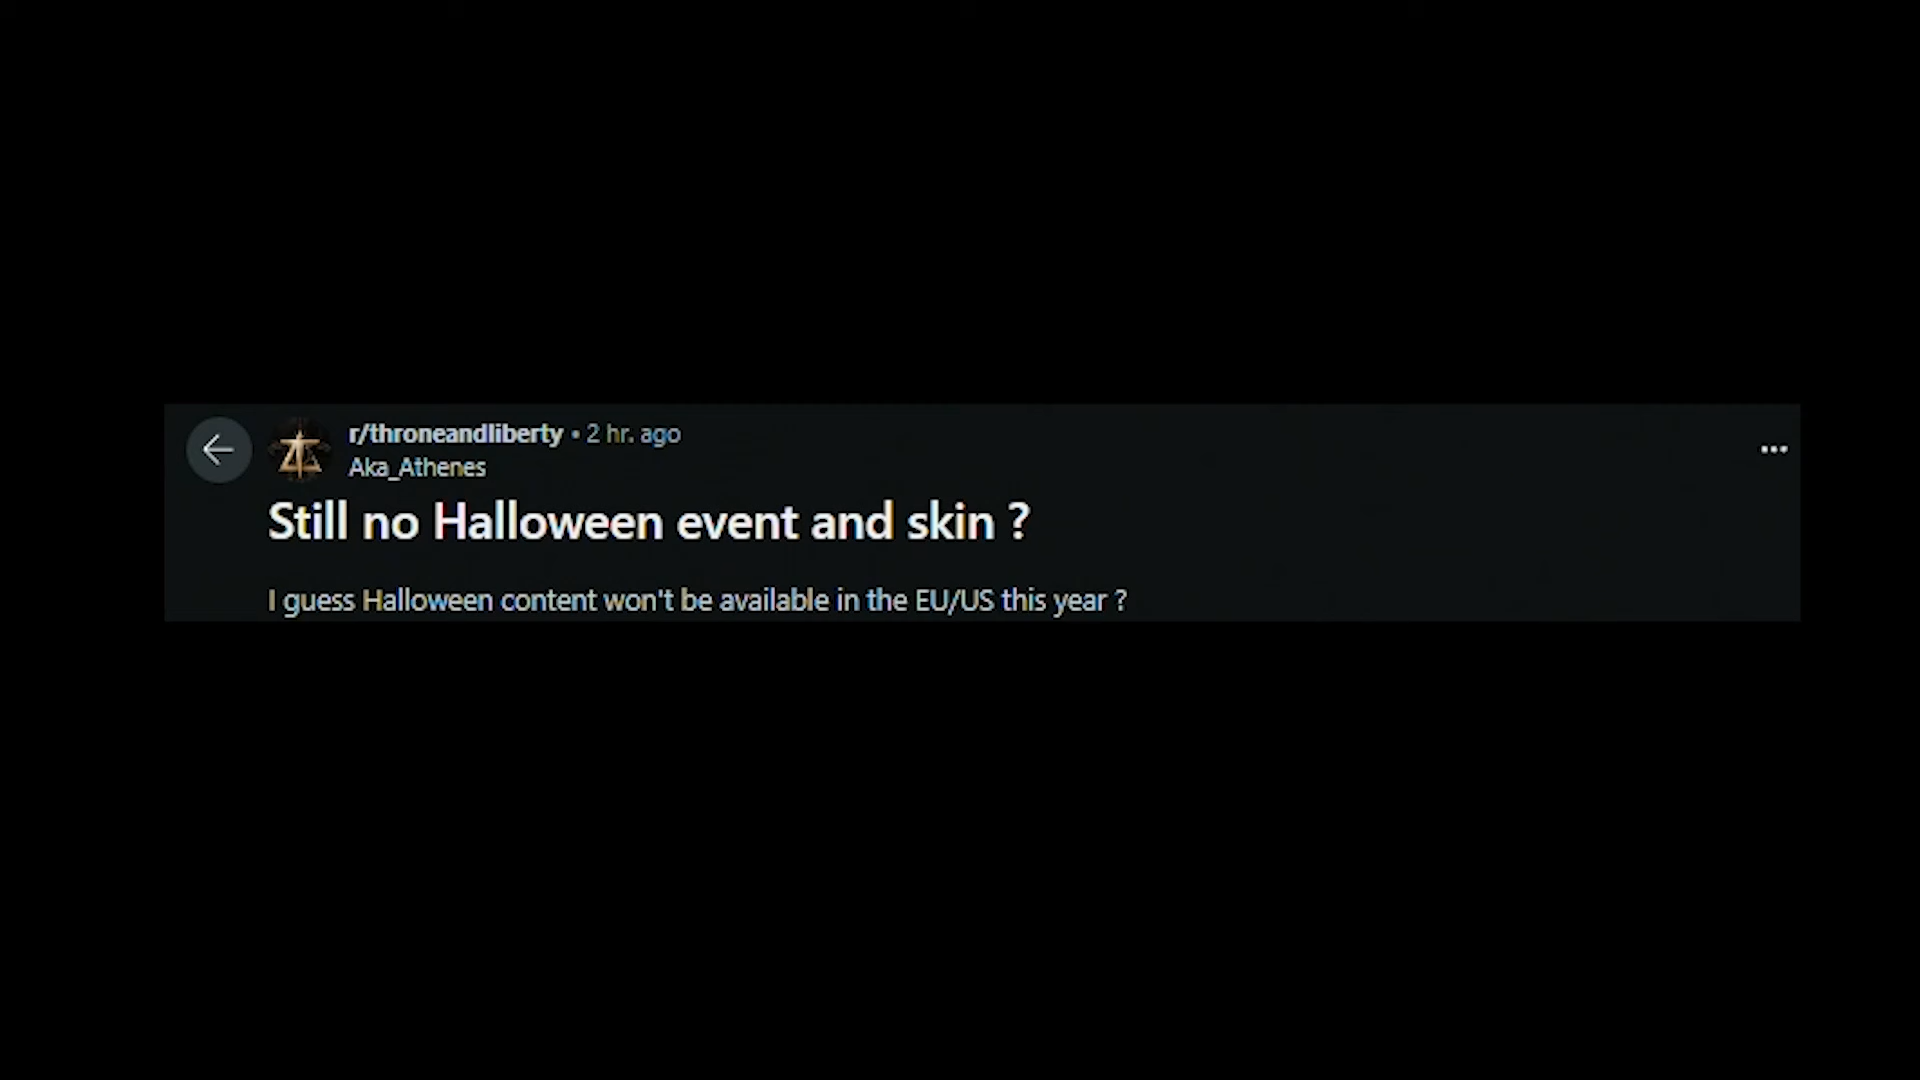 r/throneandliberty • 2 hr. ago
Aka_Athenes
Still no Halloween event and skin ?
I guess Halloween content won't be available in the EU/US this year ?